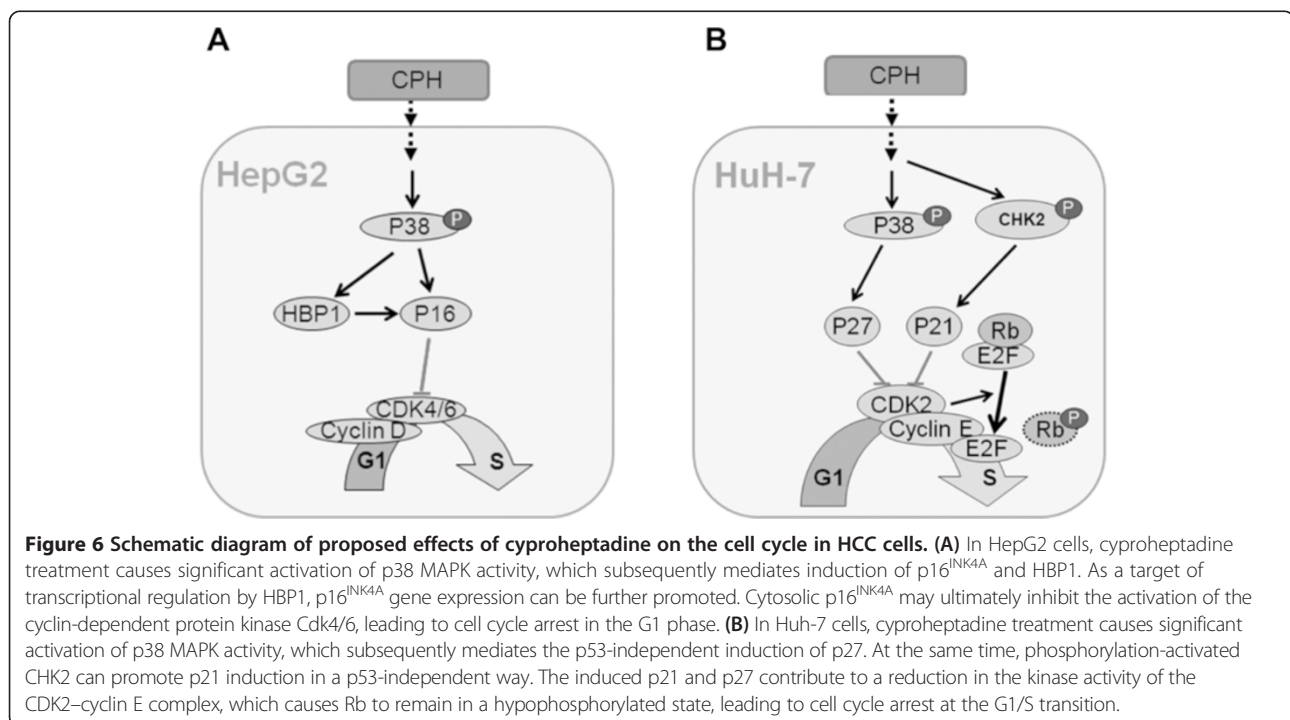 A
CPH
HepG2
P38
P
HBP1
P16
CDK4/6
Cyclin D
G1
S
B
CPH
HuH-7
P38
P
CHK2
P
P27
P21
Rb
E2F
CDK2
Cyclin E
E2F
Rb
P
G1
S
Figure 6 Schematic diagram of proposed effects of cyproheptadine on the cell cycle in HCC cells. (A) In HepG2 cells, cyproheptadine
treatment causes significant activation of p38 MAPK activity, which subsequently mediates induction of p16^INK4A and HBP1. As a target of
transcriptional regulation by HBP1, p16^INK4A gene expression can be further promoted. Cytosolic p16^INK4A may ultimately inhibit the activation of the
cyclin-dependent protein kinase Cdk4/6, leading to cell cycle arrest in the G1 phase. (B) In Huh-7 cells, cyproheptadine treatment causes significant
activation of p38 MAPK activity, which subsequently mediates the p53-independent induction of p27. At the same time, phosphorylation-activated
CHK2 can promote p21 induction in a p53-independent way. The induced p21 and p27 contribute to a reduction in the kinase activity of the
CDK2–cyclin E complex, which causes Rb to remain in a hypophosphorylated state, leading to cell cycle arrest at the G1/S transition.